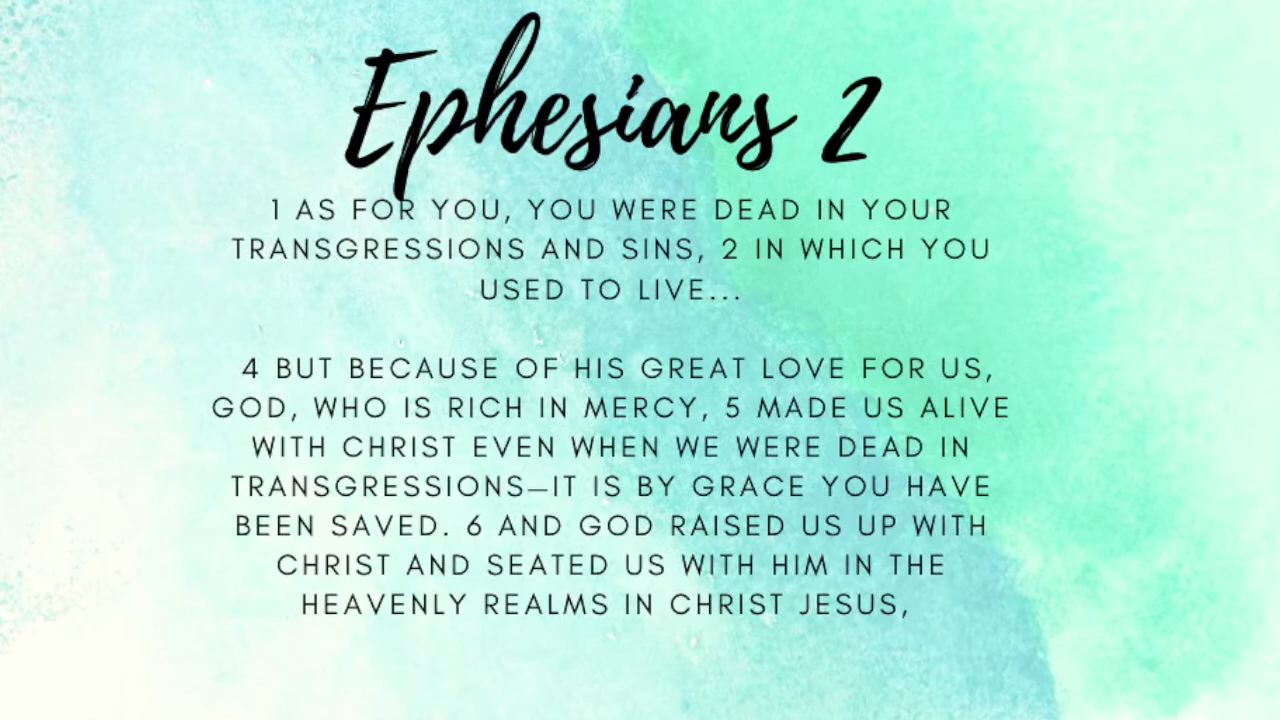 Ephesians 2
1 AS FOR YOU, YOU WERE DEAD IN YOUR
TRANSGRESSIONS AND SINS, 2 IN WHICH YOU
USED TO LIVE...
4 BUT BECAUSE OF HIS GREAT LOVE FOR US,
GOD, WHO IS RICH IN MERCY, 5 MADE US ALIVE
WITH CHRIST EVEN WHEN WE WERE DEAD IN
TRANSGRESSIONS—IT IS BY GRACE YOU HAVE
BEEN SAVED. 6 AND GOD RAISED US UP WITH
CHRIST AND SEATED US WITH HIM IN THE
HEAVENLY REALMS IN CHRIST JESUS,